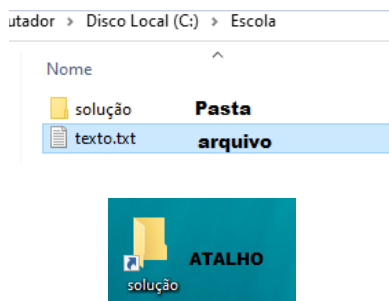 utador > Disco Local (C:) > Escola
Nome
solução Pasta
texto.txt arquivo
ATALHO
solução